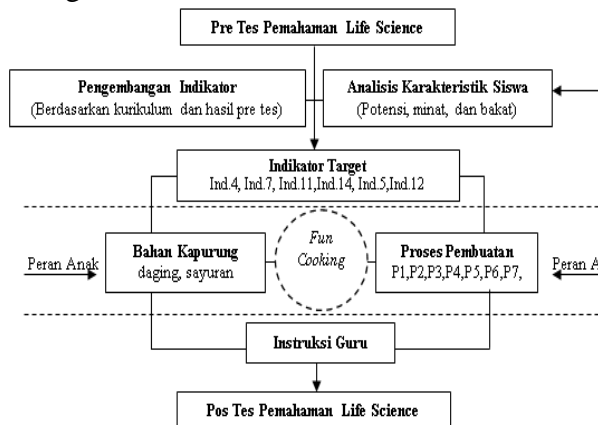 Pre Tes Pemahaman Life Science
Pengembangan Indikator
(Berdasarkan kurikulum dan hasil pre tes)
Analisis Karakteristik Siswa
(Potensi, minat, dan bakat)
Indikator Target
Ind.4, Ind.7, Ind.11,Ind.14, Ind.5,Ind.12
Peran Anak
Bahan Kapurung
daging, sayuran
Fun
Cooking
Proses Pembuatan
P1,P2,P3,P4,P5,P6,P7,
Peran A
Instruksi Guru
Pos Tes Pemahaman Life Science